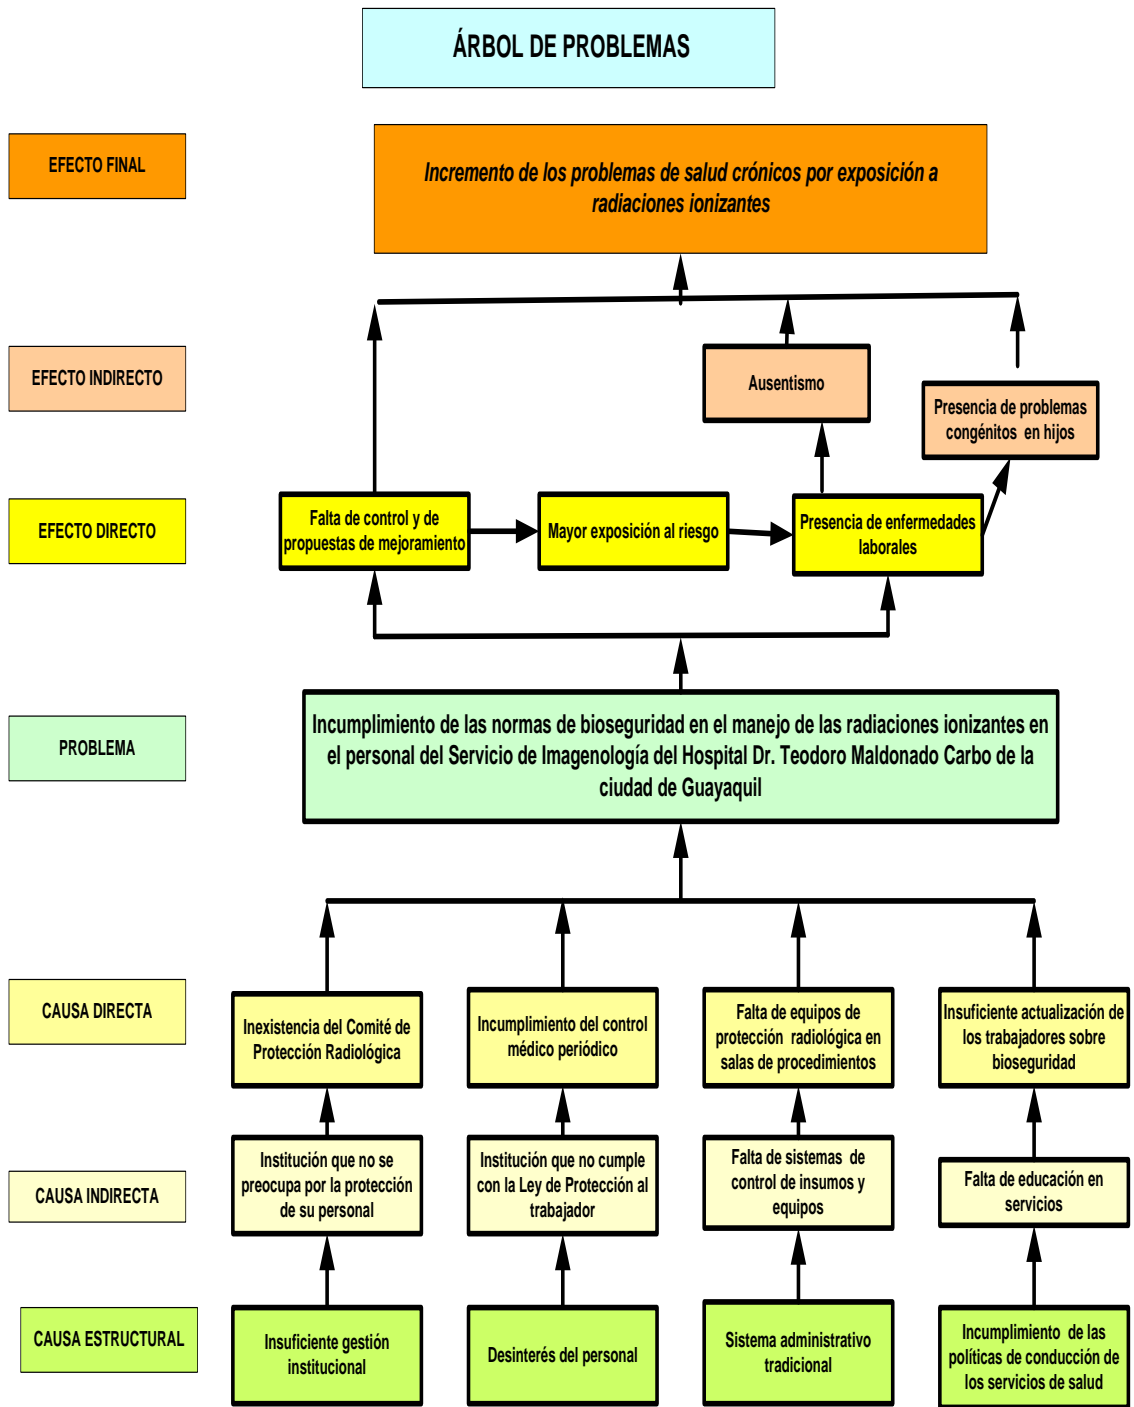 ÁRBOL DE PROBLEMAS
EFECTO FINAL
Incremento de los problemas de salud crónicos por exposición a
radiaciones ionizantes
EFECTO INDIRECTO
Ausentismo
Presencia de problemas
congénitos en hijos
EFECTO DIRECTO
Falta de control y de
propuestas de mejoramiento
Mayor exposición al riesgo
Presencia de enfermedades
laborales
PROBLEMA
Incumplimiento de las normas de bioseguridad en el manejo de las radiaciones ionizantes en
el personal del Servicio de Imagenología del Hospital Dr. Teodoro Maldonado Carbo de la
ciudad de Guayaquil
CAUSA DIRECTA
Inexistencia del Comité de
Protección Radiológica
Incumplimiento del control
médico periódico
Falta de equipos de
protección radiológica en
salas de procedimientos
Insuficiente actualización de
los trabajadores sobre
bioseguridad
CAUSA INDIRECTA
Institución que no se
preocupa por la protección
de su personal
Institución que no cumple
con la Ley de Protección al
trabajador
Falta de sistemas de
control de insumos y
equipos
Falta de educación en
servicios
CAUSA ESTRUCTURAL
Insuficiente gestión
institucional
Desinterés del personal
Sistema administrativo
tradicional
Incumplimiento de las
políticas de conducción de
los servicios de salud